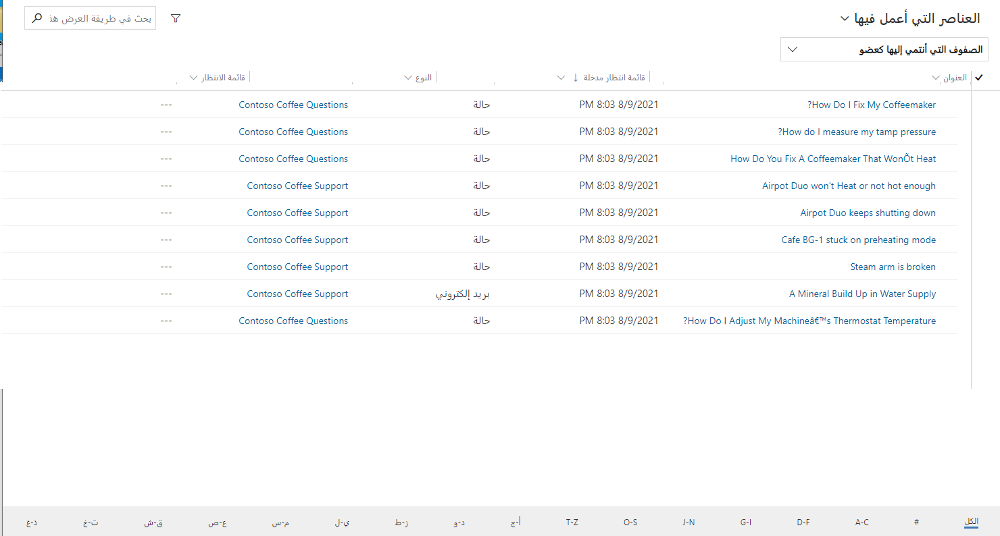 العناصر التي أعمل فيها
بحث في طريقة العرض هذ
الصفوف التي أنتمي إليها كعضو
العنوان قائمة انتظار مدخلة النوع قائمة الانتظار
How Do I Fix My Coffeemaker? 8/9/2021 8:03 PM حالة Contoso Coffee Questions ---
How do I measure my tamp pressure? 8/9/2021 8:03 PM حالة Contoso Coffee Questions ---
How Do You Fix A Coffeemaker That WonÕt Heat 8/9/2021 8:03 PM حالة Contoso Coffee Questions ---
Airpot Duo won't Heat or not hot enough 8/9/2021 8:03 PM حالة Contoso Coffee Support ---
Airpot Duo keeps shutting down 8/9/2021 8:03 PM حالة Contoso Coffee Support ---
Cafe BG-1 stuck on preheating mode 8/9/2021 8:03 PM حالة Contoso Coffee Support ---
Steam arm is broken 8/9/2021 8:03 PM حالة Contoso Coffee Support ---
A Mineral Build Up in Water Supply 8/9/2021 8:03 PM بريد إلكتروني Contoso Coffee Support ---
How Do I Adjust My Machineâ€™s Thermostat Temperature? 8/9/2021 8:03 PM حالة Contoso Coffee Questions ---
الكل # A-C D-F G-I J-N O-S T-Z أ-چ د-و ز-ط ي-ل م-س ع-ص ق-ش ت-خ ذ-غ